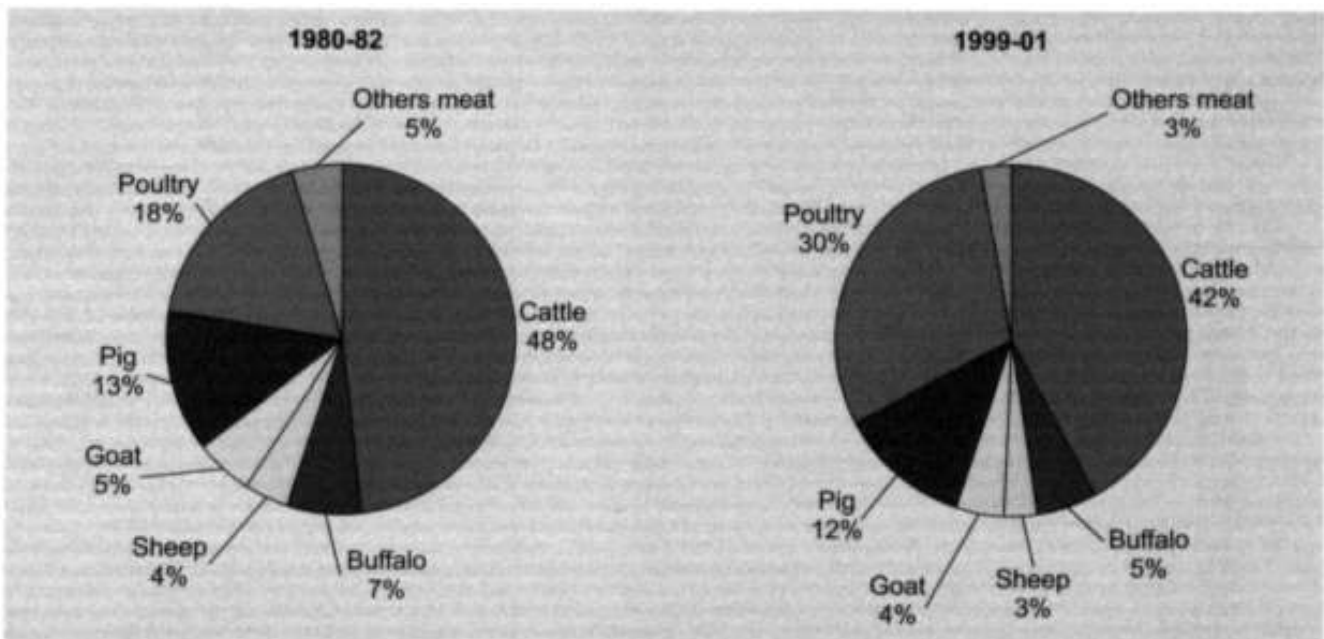 1980-82
Others meat
5%
Poultry
18%
Cattle
48%
Pig
13%
Goat
5%
Sheep
4%
Buffalo
7%
1999-01
Others meat
3%
Poultry
30%
Cattle
42%
Pig
12%
Buffalo
5%
Goat
4%
Sheep
3%